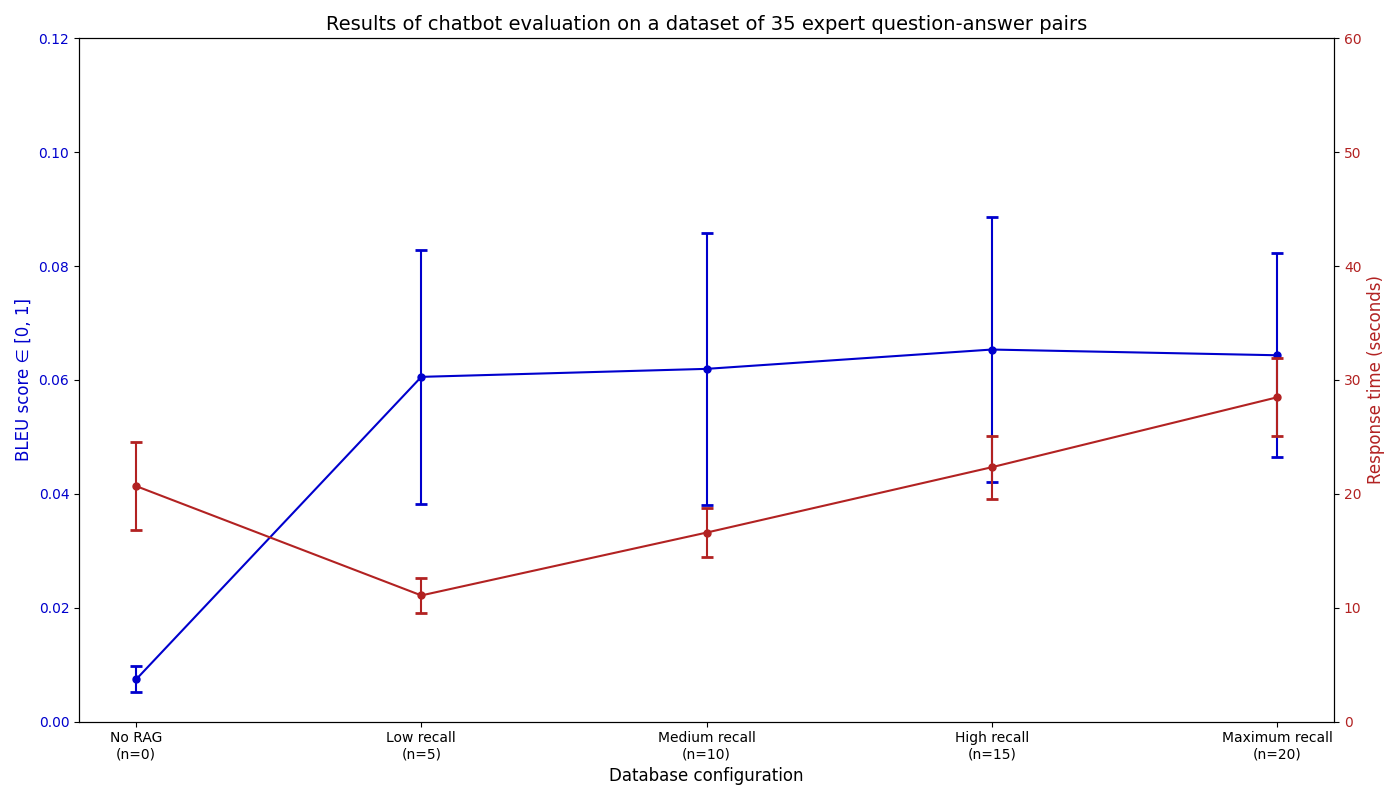 Results of chatbot evaluation on a dataset of 35 expert question-answer pairs
BLEU score ∈ [0, 1]
0.12
0.10
0.08
0.06
0.04
0.02
0.00
60
50
40
30
20
10
0
Response time (seconds)
No RAG
(n=0)
Low recall
(n=5)
Medium recall
(n=10)
High recall
(n=15)
Maximum recall
(n=20)
Database configuration